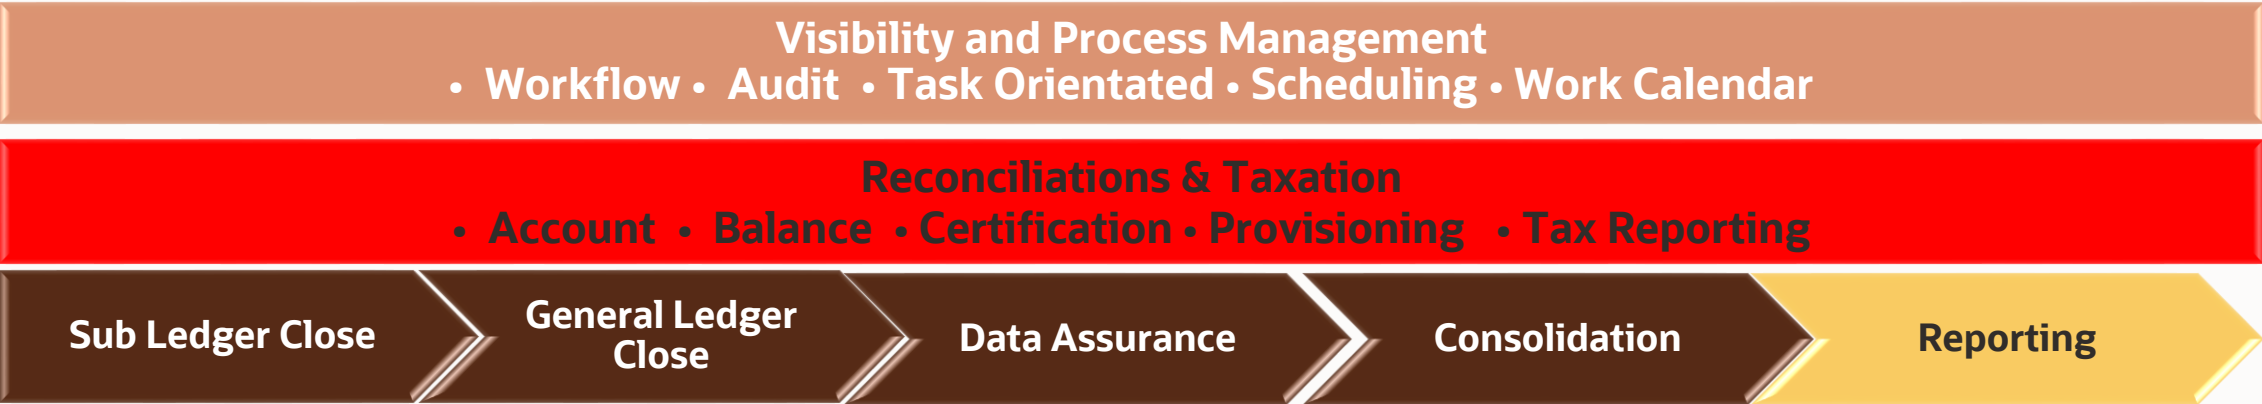 Visibility and Process Management
• Workflow • Audit • Task Orientated • Scheduling • Work Calendar
Reconciliations & Taxation
• Account • Balance • Certification • Provisioning • Tax Reporting
Sub Ledger Close
General Ledger
Close
Data Assurance
Consolidation
Reporting